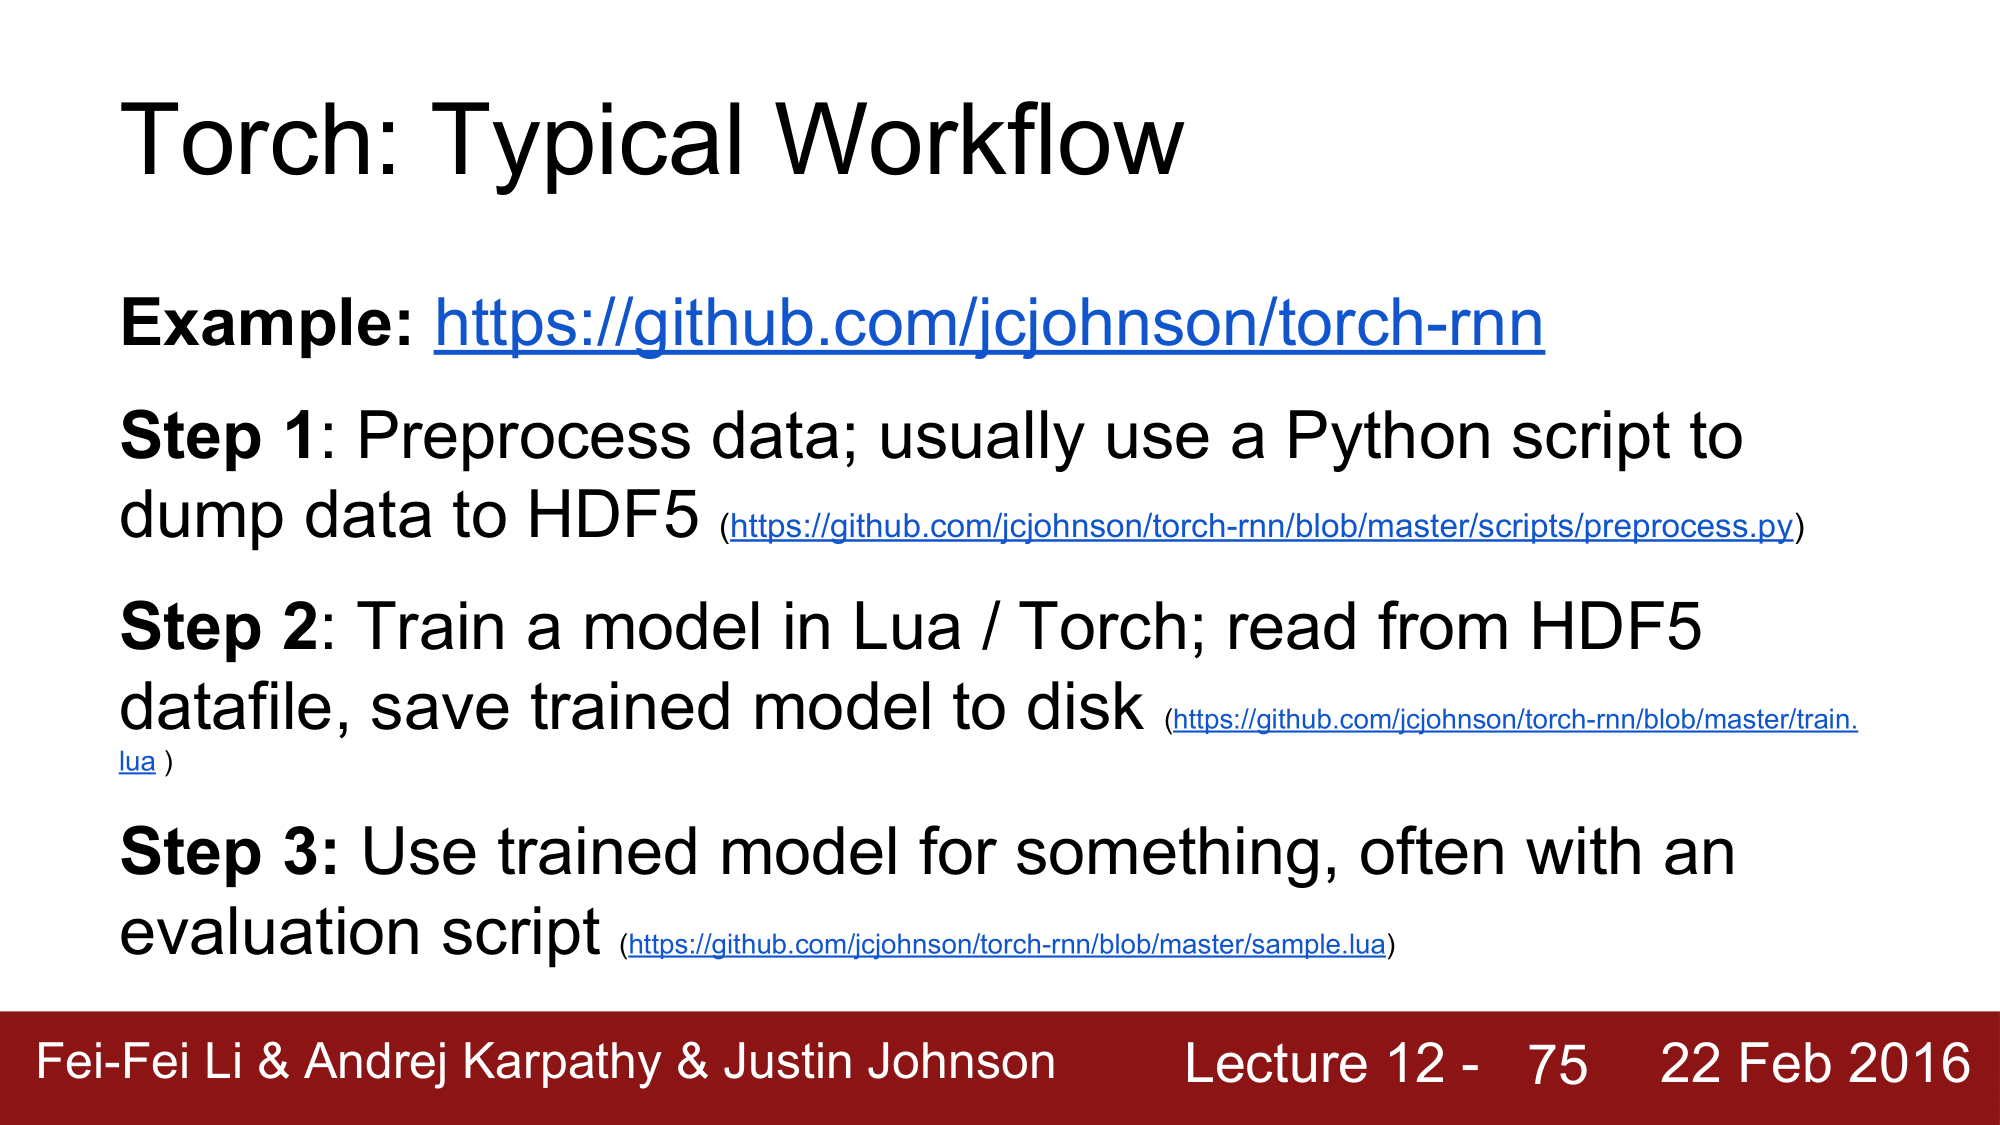 Torch: Typical Workflow
Example: https://github.com/jcjohnson/torch-rnn
Step 1: Preprocess data; usually use a Python script to
dump data to HDF5 (https://github.com/jcjohnson/torch-rnn/blob/master/scripts/preprocess.py)
Step 2: Train a model in Lua / Torch; read from HDF5
datafile, save trained model to disk (https://github.com/jcjohnson/torch-rnn/blob/master/train.
lua )
Step 3: Use trained model for something, often with an
evaluation script (https://github.com/jcjohnson/torch-rnn/blob/master/sample.lua)
Fei-Fei Li & Andrej Karpathy & Justin Johnson Lecture 12 - 75 22 Feb 2016